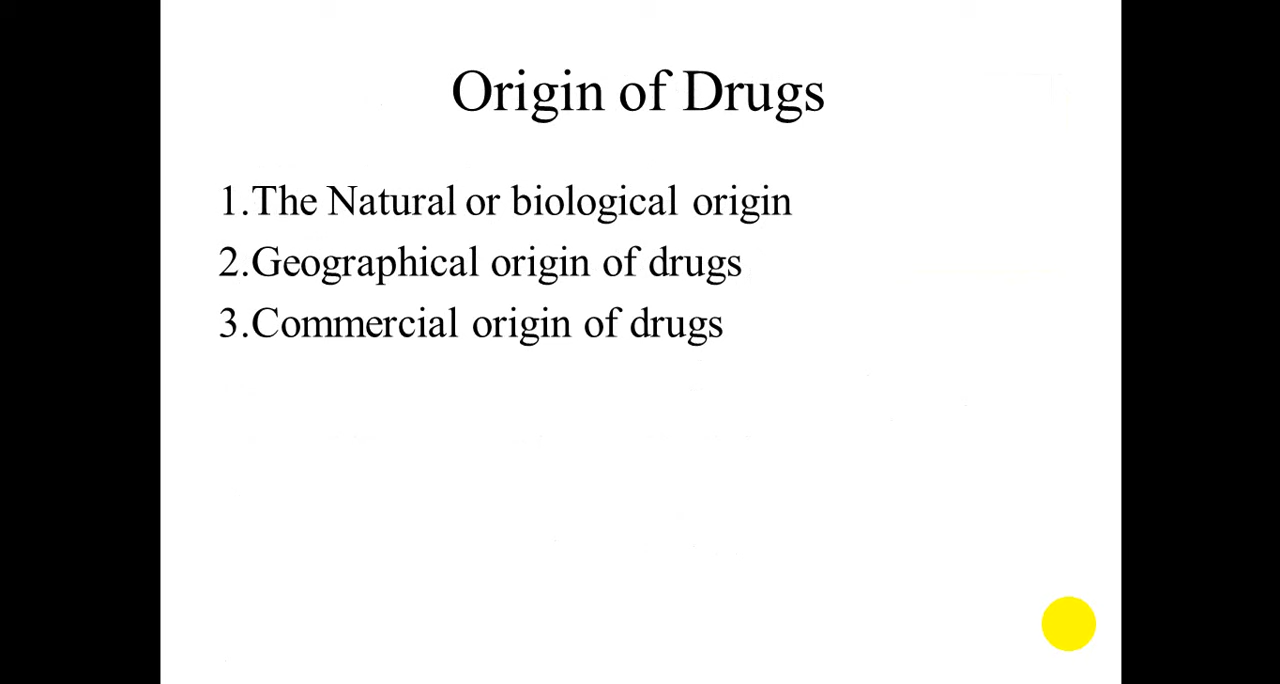 Origin of Drugs
1.The Natural or biological origin
2.Geographical origin of drugs
3.Commercial origin of drugs